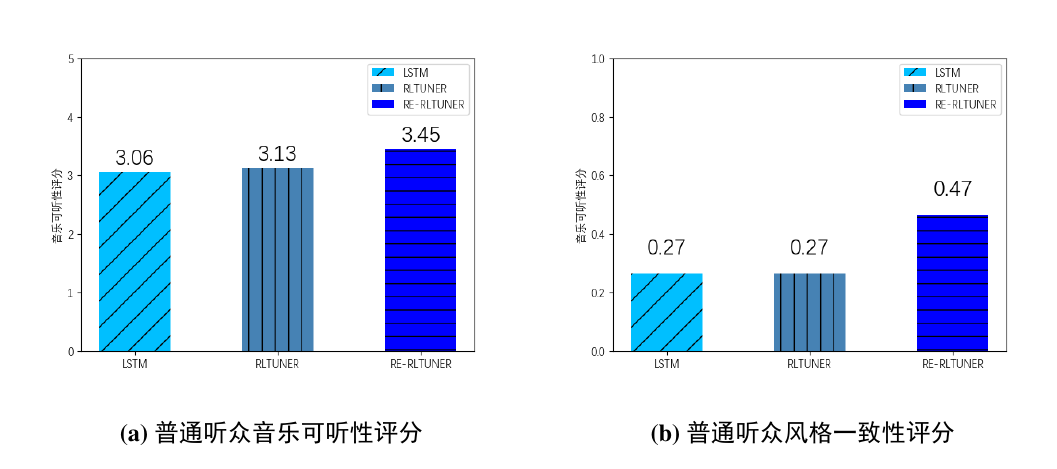 5
4
3
2
1
0
音乐可听性评分
LSTM
RLTUNER
RE-RLTUNER
3.06
3.13
3.45
LSTM
RLTUNER
RE-RLTUNER
(a) 普通听众音乐可听性评分
1.0
0.8
0.6
0.4
0.2
0.0
音乐可听性评分
LSTM
RLTUNER
RE-RLTUNER
0.27
0.27
0.47
LSTM
RLTUNER
RE-RLTUNER
(b) 普通听众风格一致性评分